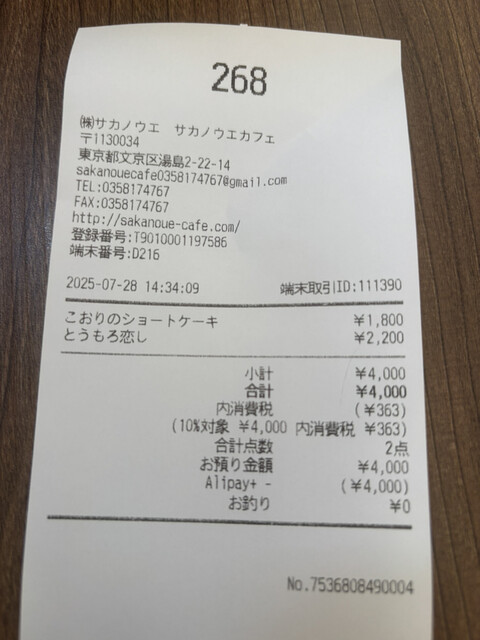 268
㈱サカノウエ サカノウエカフェ
〒1130034
東京都文京区湯島2-22-14
sakanouecafe0358174767@gmail.com
TEL:0358174767
FAX:0358174767
http://sakanoue-cafe.com/
登録番号:T9010001197586
端末番号:D216
2025-07-28 14:34:09 端末取引ID:111390
こおりのショートケーキ ¥1,800
とうもろ恋し ¥2,200
小計 ¥4,000
合計 ¥4,000
内消費税 (¥363)
(10%対象 ¥4,000 内消費税 ¥363)
合計点数 2点
お預り金額 ¥4,000
Alipay+ - (¥4,000)
お釣り ¥0
No.7536808490004